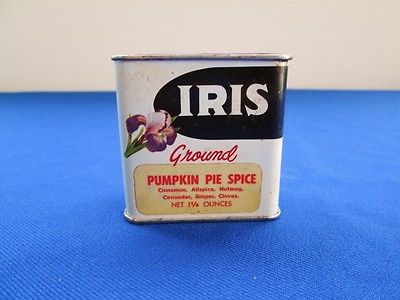 IRIS
Ground
PUMPKIN PIE SPICE
Cinnamon, Allspice, Nutmeg,
Coriander, Ginger, Cloves.
NET 1¼ OUNCES